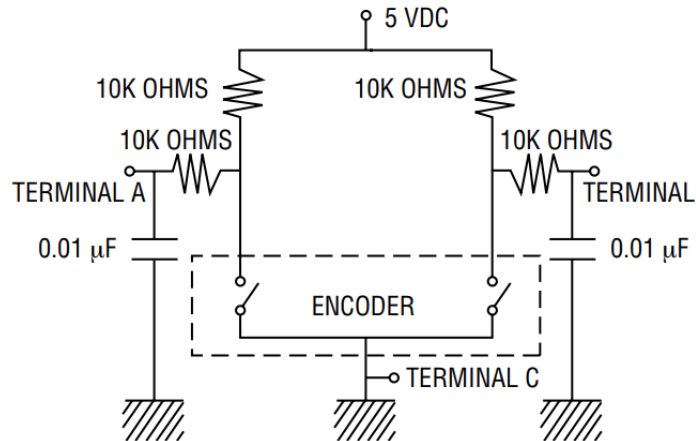 5 VDC
10K OHMS
10K OHMS
10K OHMS
10K OHMS
TERMINAL A
TERMINAL
0.01 μF
0.01 μF
ENCODER
TERMINAL C